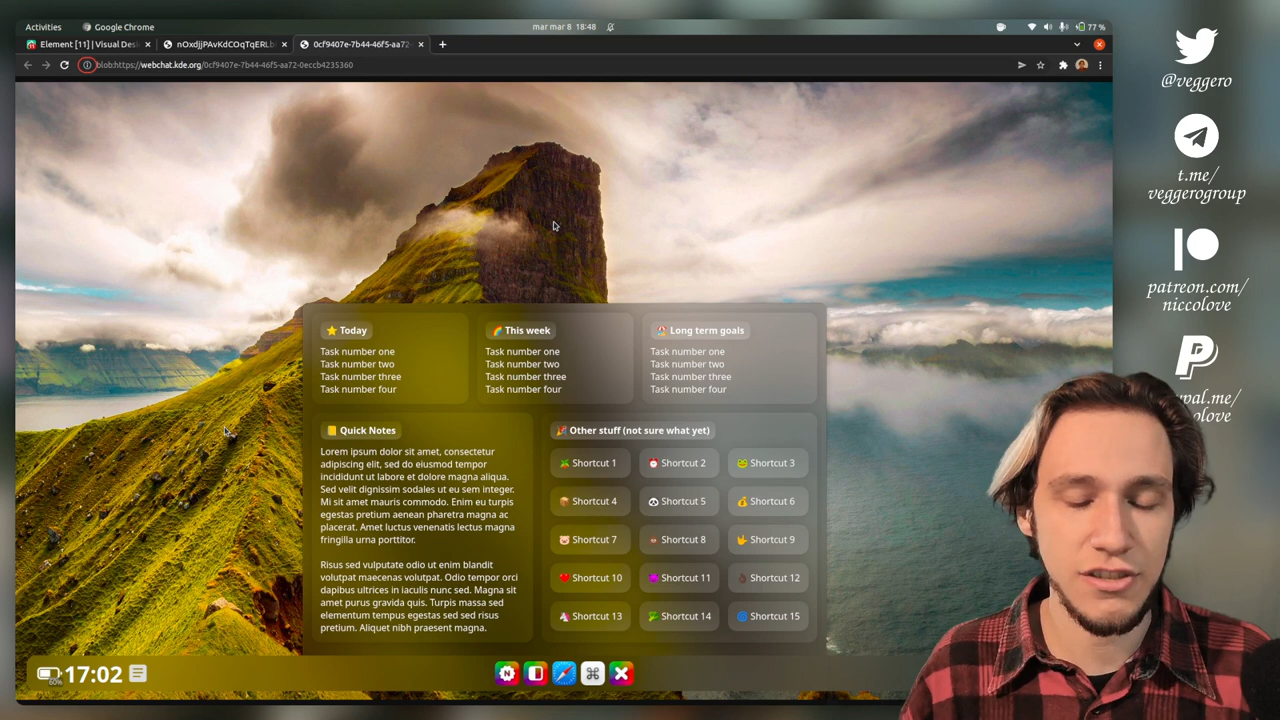 Activities
Google Chrome
mar mar 8 18:48
77 %
Element [11] | Visual Des
nOxdjjPAvKdCOqTqERLb
0cf9407e-7b44-46f5-aa72-
blob:https://webchat.kde.org/0cf9407e-7b44-46f5-aa72-0eccb4235360
@veggero
t.me/
veggerogroup
patreon.com/
niccolove
pal.me/
olove
⭐ Today
Task number one
Task number two
Task number three
Task number four
🌈 This week
Task number one
Task number two
Task number three
Task number four
🏖️ Long term goals
Task number one
Task number two
Task number three
Task number four
📒 Quick Notes
Lorem ipsum dolor sit amet, consectetur
adipiscing elit, sed do eiusmod tempor
incididunt ut labore et dolore magna aliqua.
Sed velit dignissim sodales ut eu sem integer.
Mi sit amet mauris commodo. Enim eu turpis
egestas pretium aenean pharetra magna ac
placerat. Amet luctus venenatis lectus magna
fringilla urna porttitor.
Risus sed vulputate odio ut enim blandit
volutpat maecenas volutpat. Odio tempor orci
dapibus ultrices in iaculis nunc sed. Magna sit
amet purus gravida quis. Turpis massa sed
elementum tempus egestas sed sed risus
pretium. Aliquet nibh praesent magna.
🎉 Other stuff (not sure what yet)
Shortcut 1
Shortcut 2
Shortcut 3
Shortcut 4
Shortcut 5
Shortcut 6
Shortcut 7
Shortcut 8
Shortcut 9
Shortcut 10
Shortcut 11
Shortcut 12
Shortcut 13
Shortcut 14
Shortcut 15
60%
17:02
N